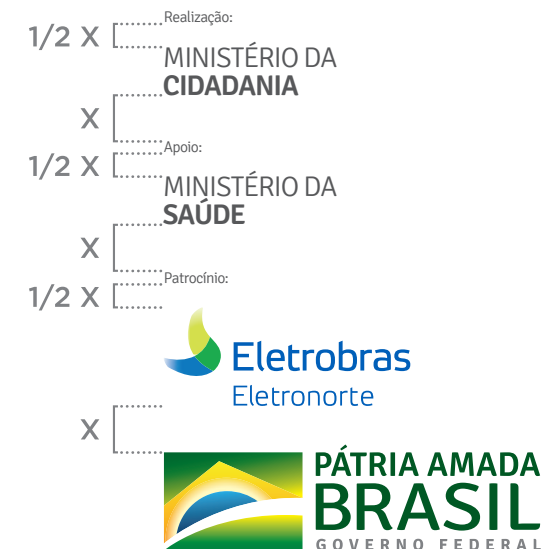 Realização:
1/2 X
MINISTÉRIO DA
CIDADANIA
X
Apoio:
1/2 X
MINISTÉRIO DA
SAÚDE
X
Patrocínio:
1/2 X
Eletrobras
Eletronorte
X
PÁTRIA AMADA
BRASIL
GOVERNO FEDERAL